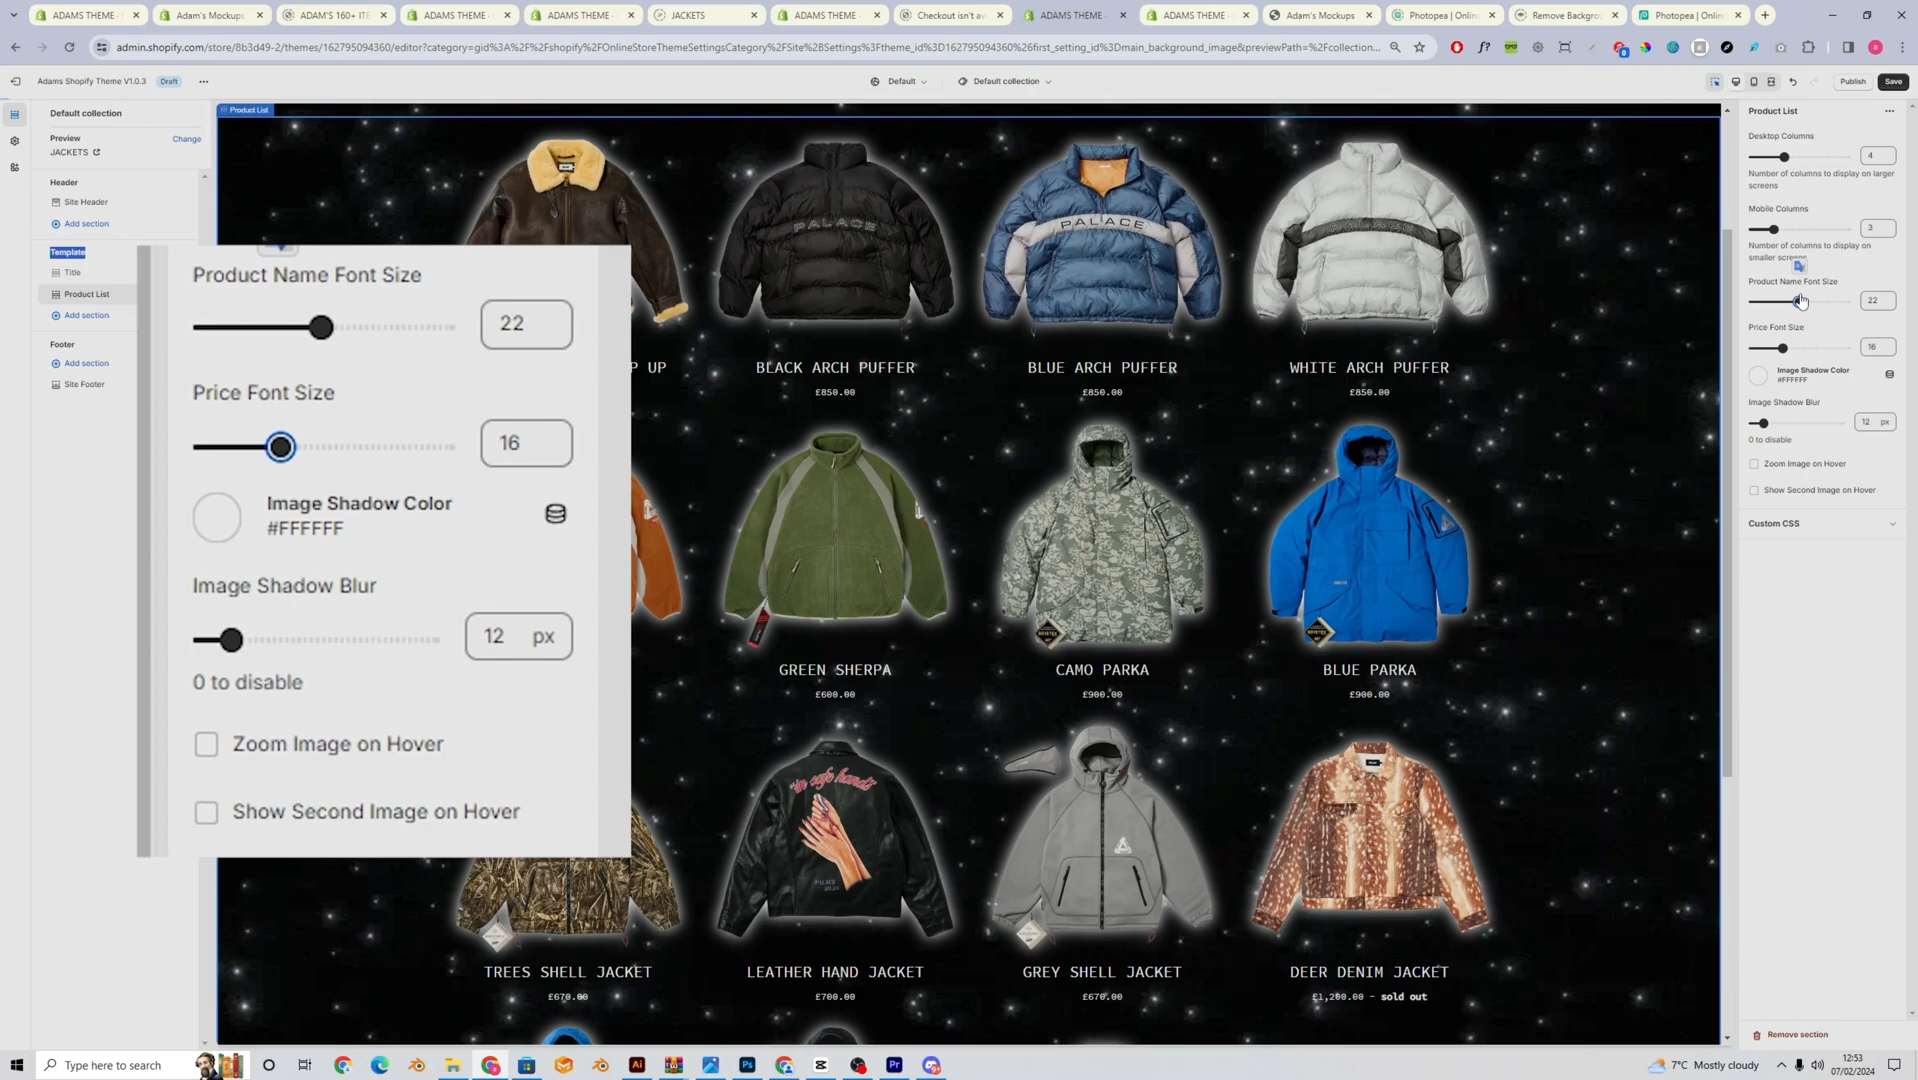 ADAMS THEME -
Adam's Mockups
ADAM'S 160+ ITE
ADAMS THEME -
ADAMS THEME -
JACKETS
ADAMS THEME -
Checkout isn't av
ADAMS THEME -
ADAMS THEME -
Adam's Mockups
Photopea | Onlin
Remove Backgro
Photopea | Onlin
admin.shopify.com/store/8b3d49-2/themes/162795094360/editor?category=gid%3A%2F%2Fshopify%2FOnlineStoreThemeSettingsCategory%2FSite%2BSettings%3Ftheme_id%3D162795094360%26first_setting_id%3Dmain_background_image&previewPath=%2Fcollection...
Adams Shopify Theme V1.0.3
Draft
Default
Default collection
Publish
Save
Default collection
Preview
JACKETS
Change
Header
Site Header
Add section
Template
Title
Product List
Add section
Footer
Add section
Site Footer
Product List
PALACE
PALACE
P UP
BLACK ARCH PUFFER
£850.00
BLUE ARCH PUFFER
£850.00
WHITE ARCH PUFFER
£850.00
GREEN SHERPA
£600.00
CAMO PARKA
£900.00
BLUE PARKA
£900.00
"in safe hands"
TREES SHELL JACKET
£670.00
LEATHER HAND JACKET
£700.00
GREY SHELL JACKET
£670.00
DEER DENIM JACKET
£1,200.00 - sold out
Product Name Font Size
22
Price Font Size
16
Image Shadow Color
#FFFFFF
Image Shadow Blur
12 px
0 to disable
Zoom Image on Hover
Show Second Image on Hover
Product List
Desktop Columns
4
Number of columns to display on larger
screens
Mobile Columns
3
Number of columns to display on
smaller screens
Product Name Font Size
22
Price Font Size
16
Image Shadow Color
#FFFFFF
Image Shadow Blur
12 px
0 to disable
Zoom Image on Hover
Show Second Image on Hover
Custom CSS
Remove section
Type here to search
7°C Mostly cloudy
12:53
07/02/2024